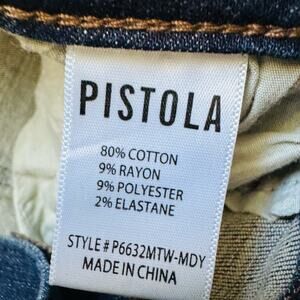 PISTOLA
80% COTTON
9% RAYON
9% POLYESTER
2% ELASTANE
STYLE # P6632MTW-MDY
MADE IN CHINA